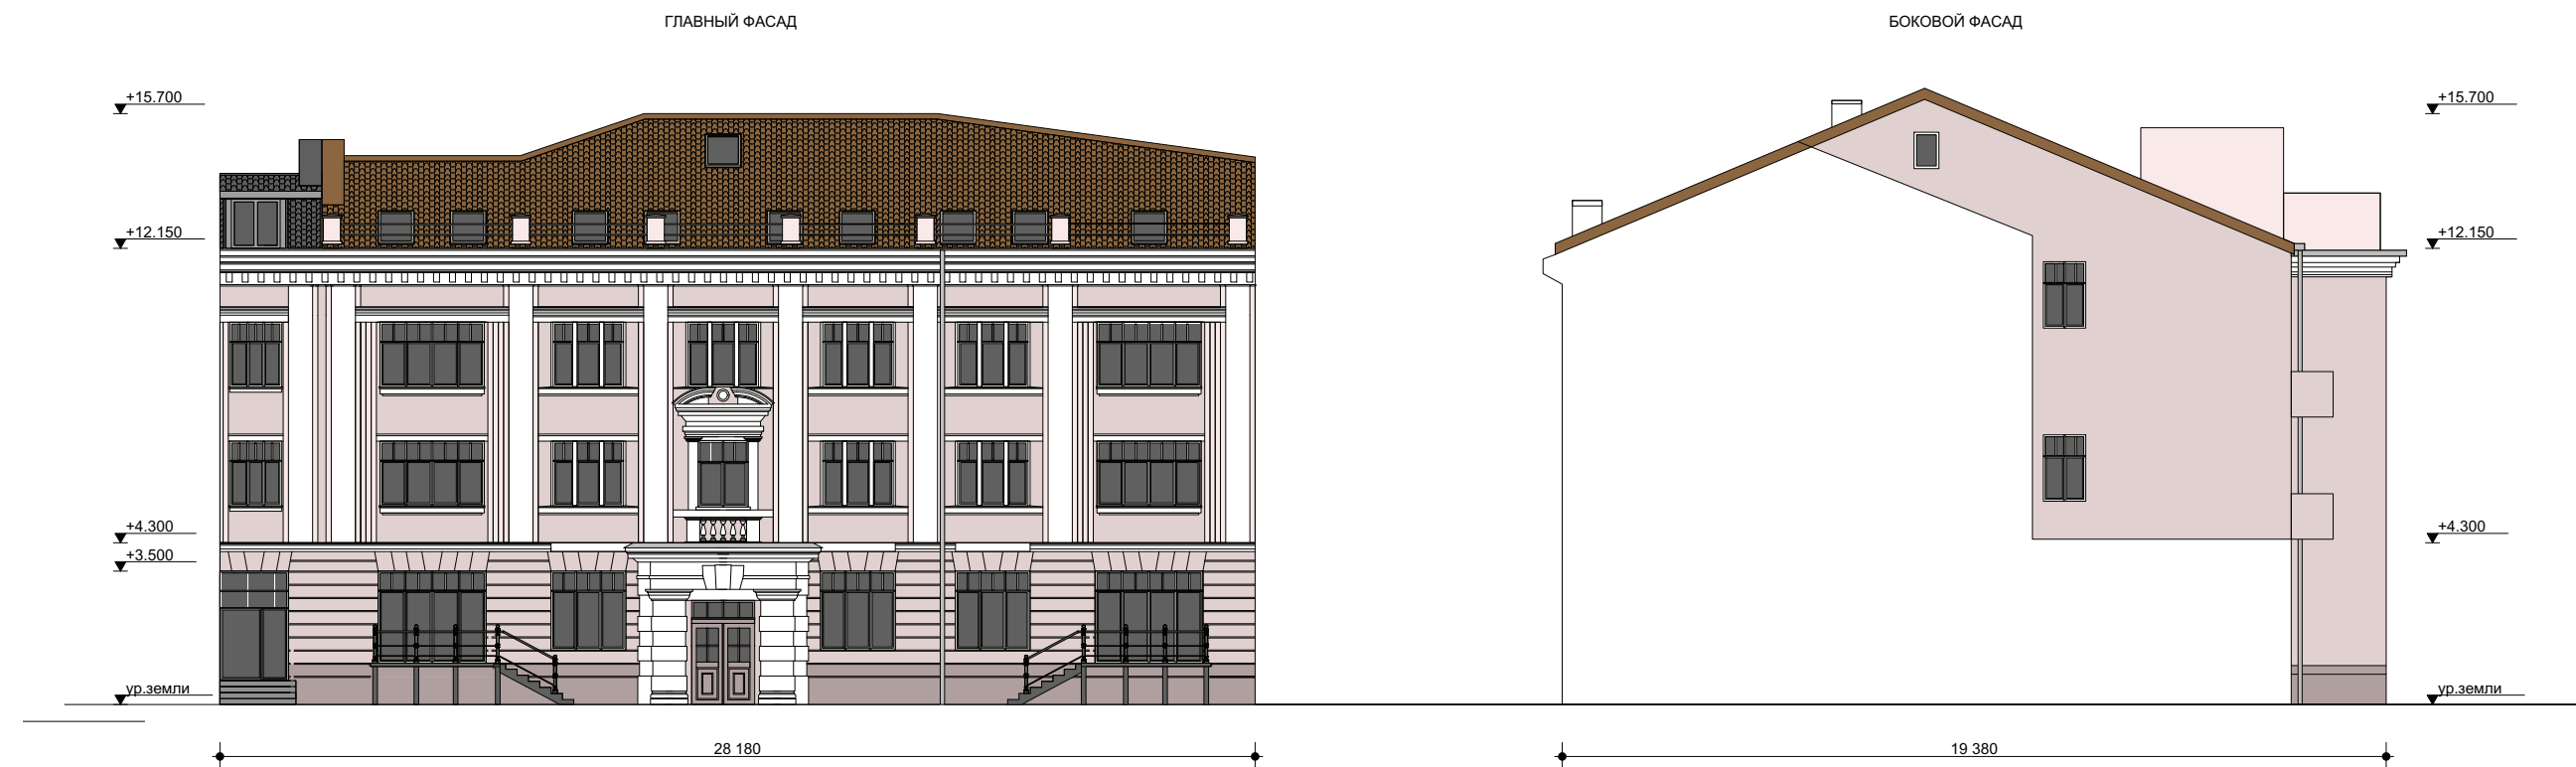 ГЛАВНЫЙ ФАСАД
+15.700
+12.150
+4.300
+3.500
ур.земли
28 180
БОКОВОЙ ФАСАД
+15.700
+12.150
+4.300
ур.земли
19 380